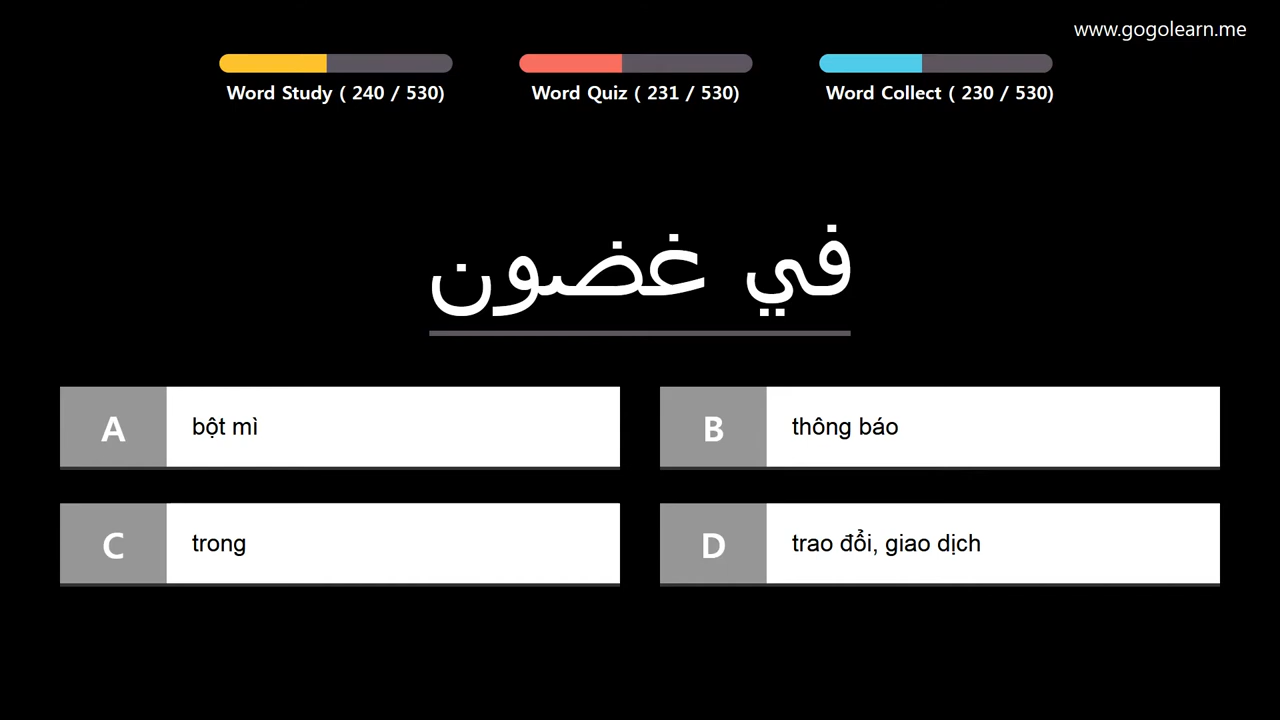 www.gogolearn.me
Word Study ( 240 / 530)
Word Quiz ( 231 / 530)
Word Collect ( 230 / 530)
في غضون
A bột mì
B thông báo
C trong
D trao đổi, giao dịch